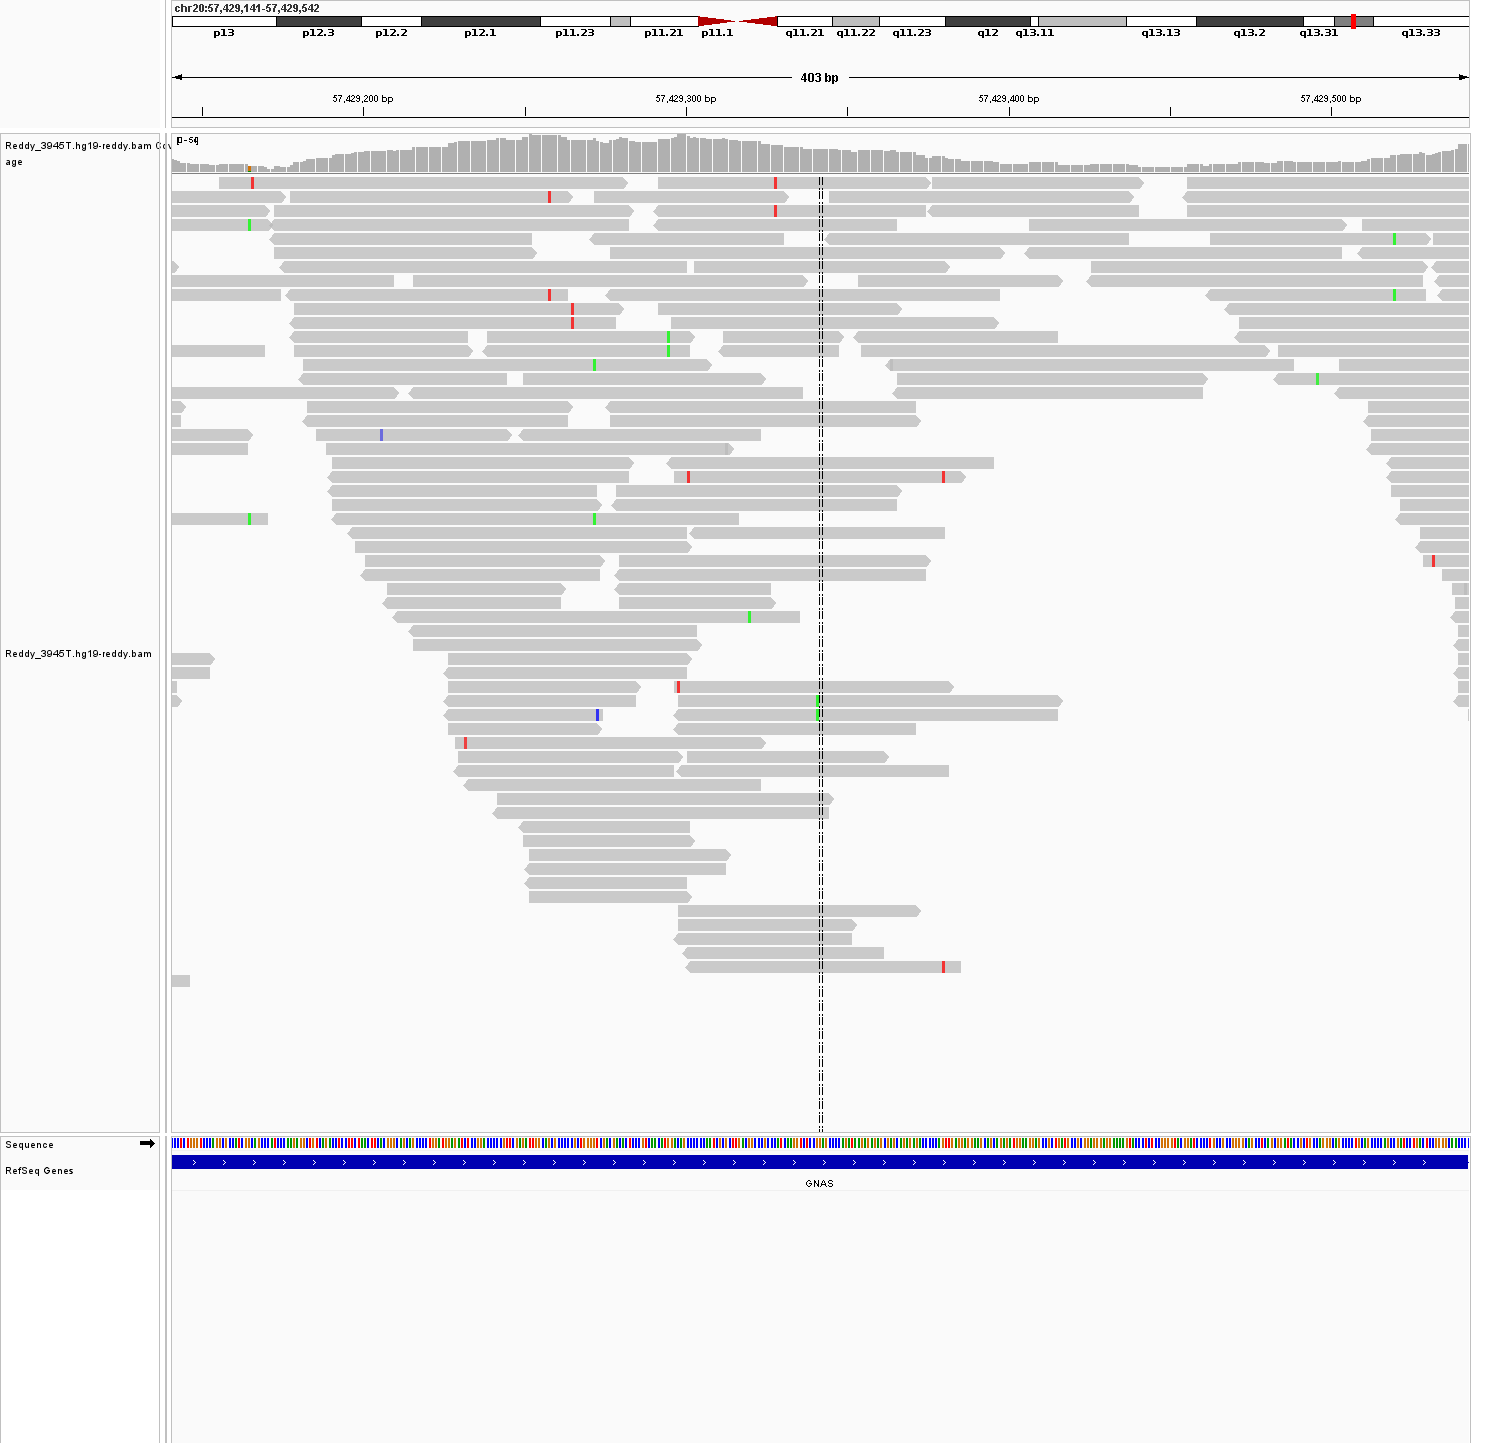 chr20:57,429,141-57,429,542
p13 p12.3 p12.2 p12.1 p11.23 p11.21 p11.1 q11.21 q11.22 q11.23 q12 q13.11 q13.13 q13.2 q13.31 q13.33
403 bp
57,429,200 bp 57,429,300 bp 57,429,400 bp 57,429,500 bp
Reddy_3945T.hg19-reddy.bam Cov
age
Reddy_3945T.hg19-reddy.bam
Sequence
RefSeq Genes
GNAS